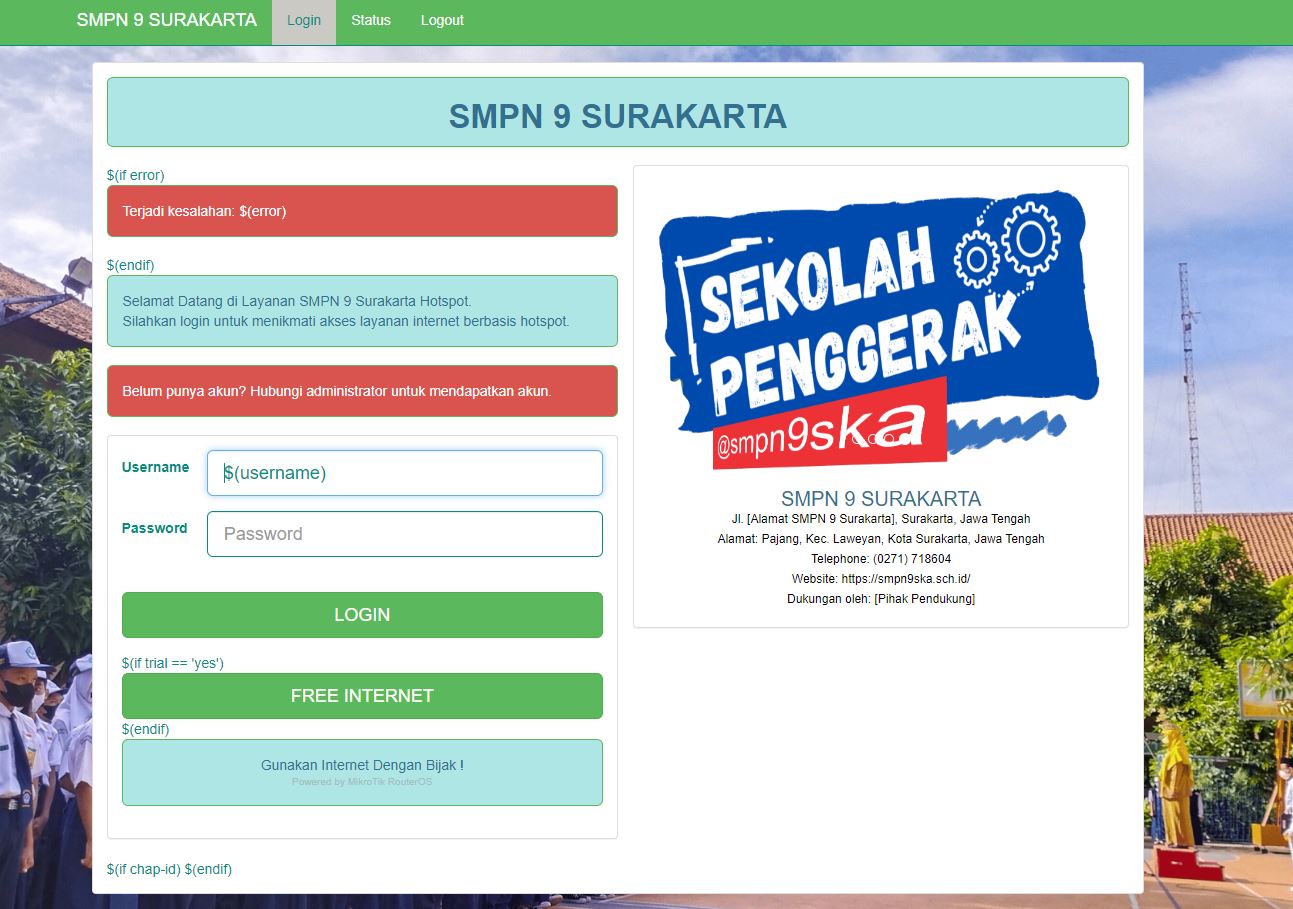 SMPN 9 SURAKARTA
Login
Status
Logout
SMPN 9 SURAKARTA
$(if error)
Terjadi kesalahan: $(error)
$(endif)
Selamat Datang di Layanan SMPN 9 Surakarta Hotspot.
Silahkan login untuk menikmati akses layanan internet berbasis hotspot.
Belum punya akun? Hubungi administrator untuk mendapatkan akun.
Username
$(username)
Password
Password
LOGIN
$(if trial == 'yes')
FREE INTERNET
$(endif)
Gunakan Internet Dengan Bijak !
Powered by MikroTik RouterOS
$(if chap-id) $(endif)
SEKOLAH
PENGGERAK
@smpn9ska
SMPN 9 SURAKARTA
Jl. [Alamat SMPN 9 Surakarta], Surakarta, Jawa Tengah
Alamat: Pajang, Kec. Laweyan, Kota Surakarta, Jawa Tengah
Telephone: (0271) 718604
Website: https://smpn9ska.sch.id/
Dukungan oleh: [Pihak Pendukung]